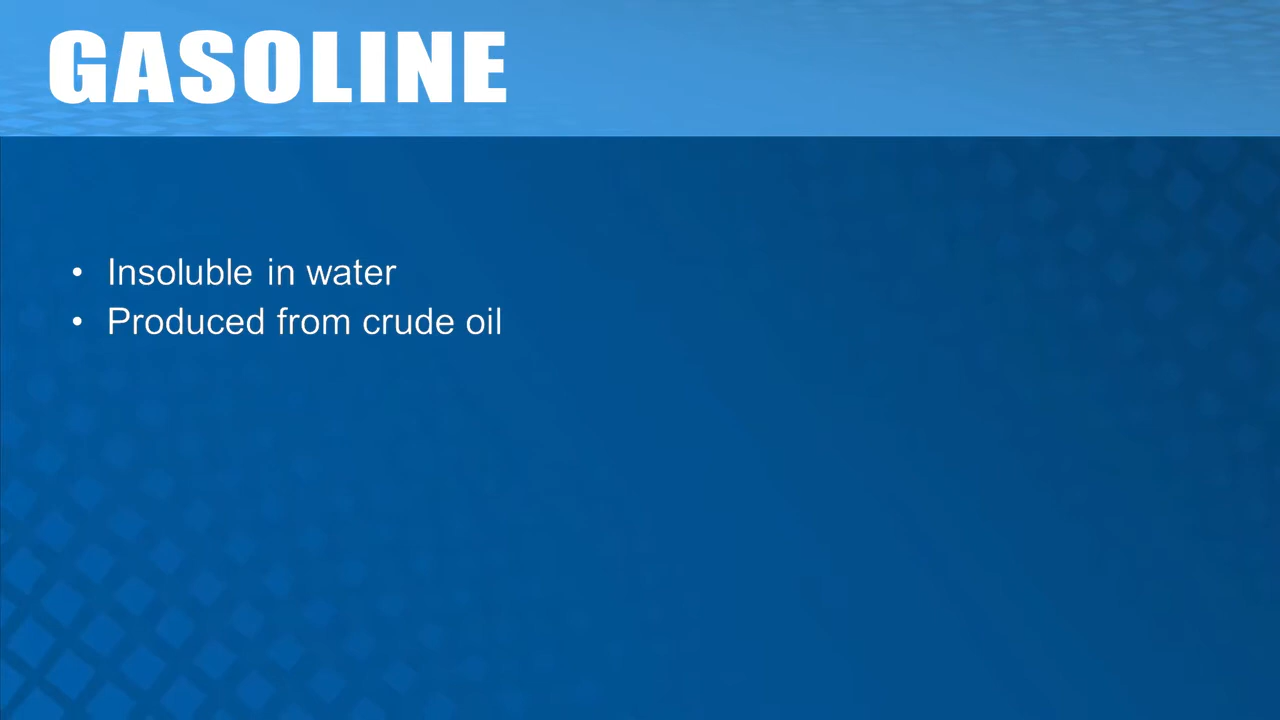 GASOLINE
• Insoluble in water
• Produced from crude oil